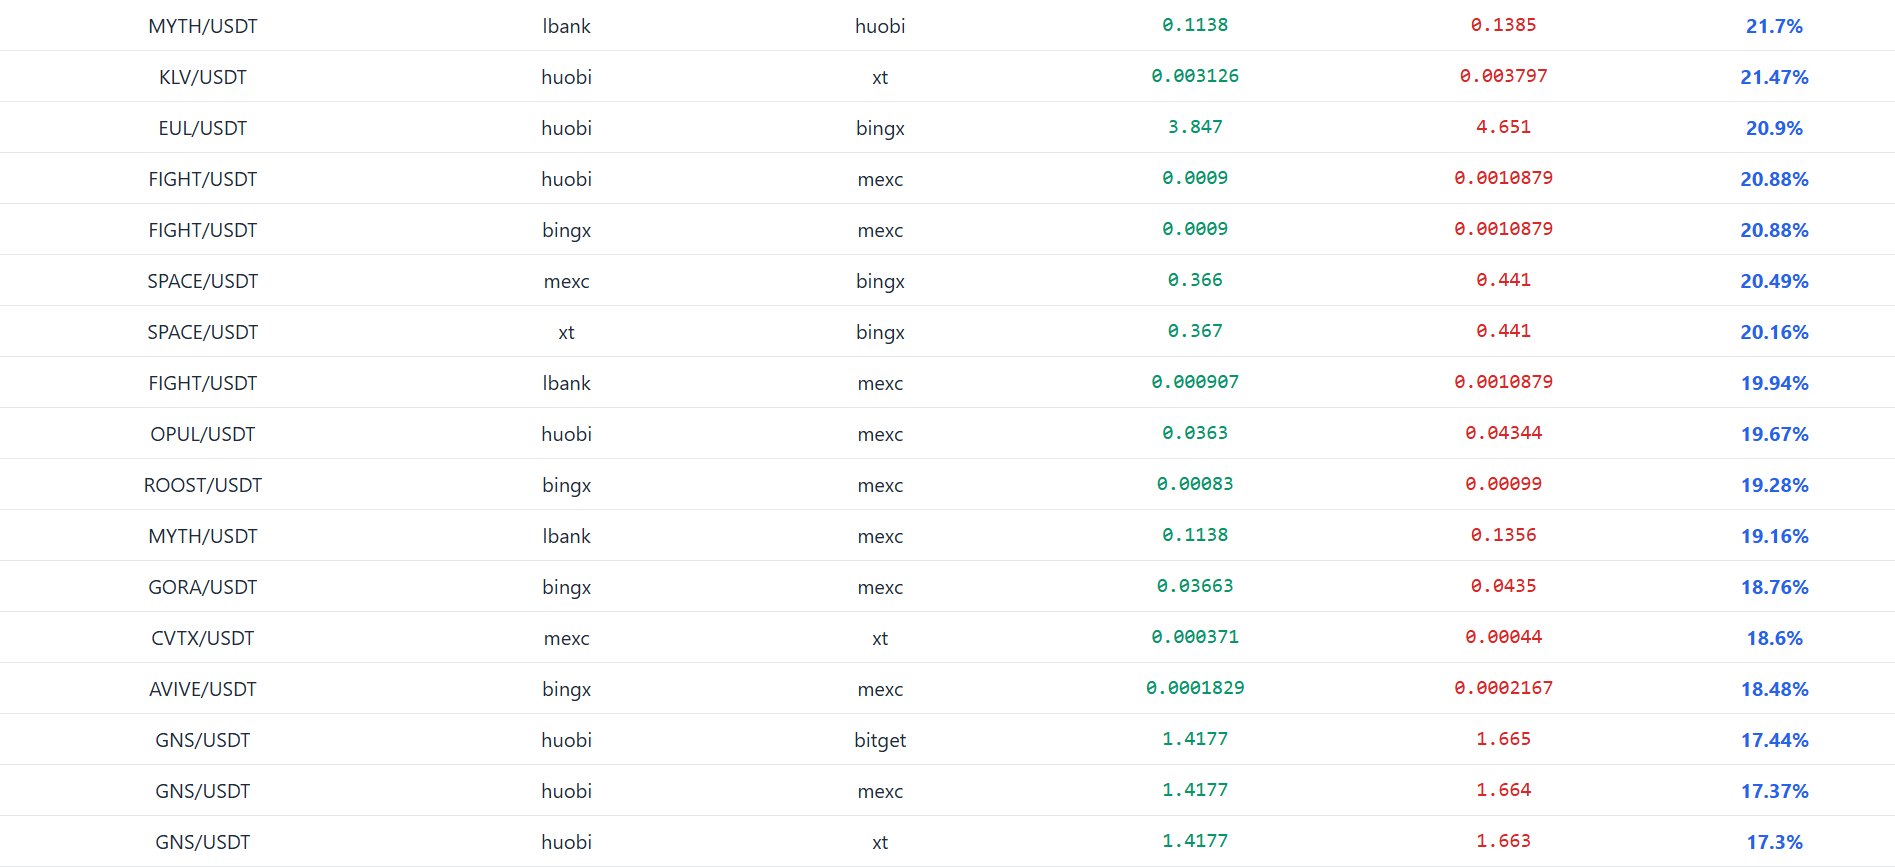 MYTH/USDT lbank huobi 0.1138 0.1385 21.7%
KLV/USDT huobi xt 0.003126 0.003797 21.47%
EUL/USDT huobi bingx 3.847 4.651 20.9%
FIGHT/USDT huobi mexc 0.0009 0.0010879 20.88%
FIGHT/USDT bingx mexc 0.0009 0.0010879 20.88%
SPACE/USDT mexc bingx 0.366 0.441 20.49%
SPACE/USDT xt bingx 0.367 0.441 20.16%
FIGHT/USDT lbank mexc 0.000907 0.0010879 19.94%
OPUL/USDT huobi mexc 0.0363 0.04344 19.67%
ROOST/USDT bingx mexc 0.00083 0.00099 19.28%
MYTH/USDT lbank mexc 0.1138 0.1356 19.16%
GORA/USDT bingx mexc 0.03663 0.0435 18.76%
CVTX/USDT mexc xt 0.000371 0.00044 18.6%
AVIVE/USDT bingx mexc 0.0001829 0.0002167 18.48%
GNS/USDT huobi bitget 1.4177 1.665 17.44%
GNS/USDT huobi mexc 1.4177 1.664 17.37%
GNS/USDT huobi xt 1.4177 1.663 17.3%